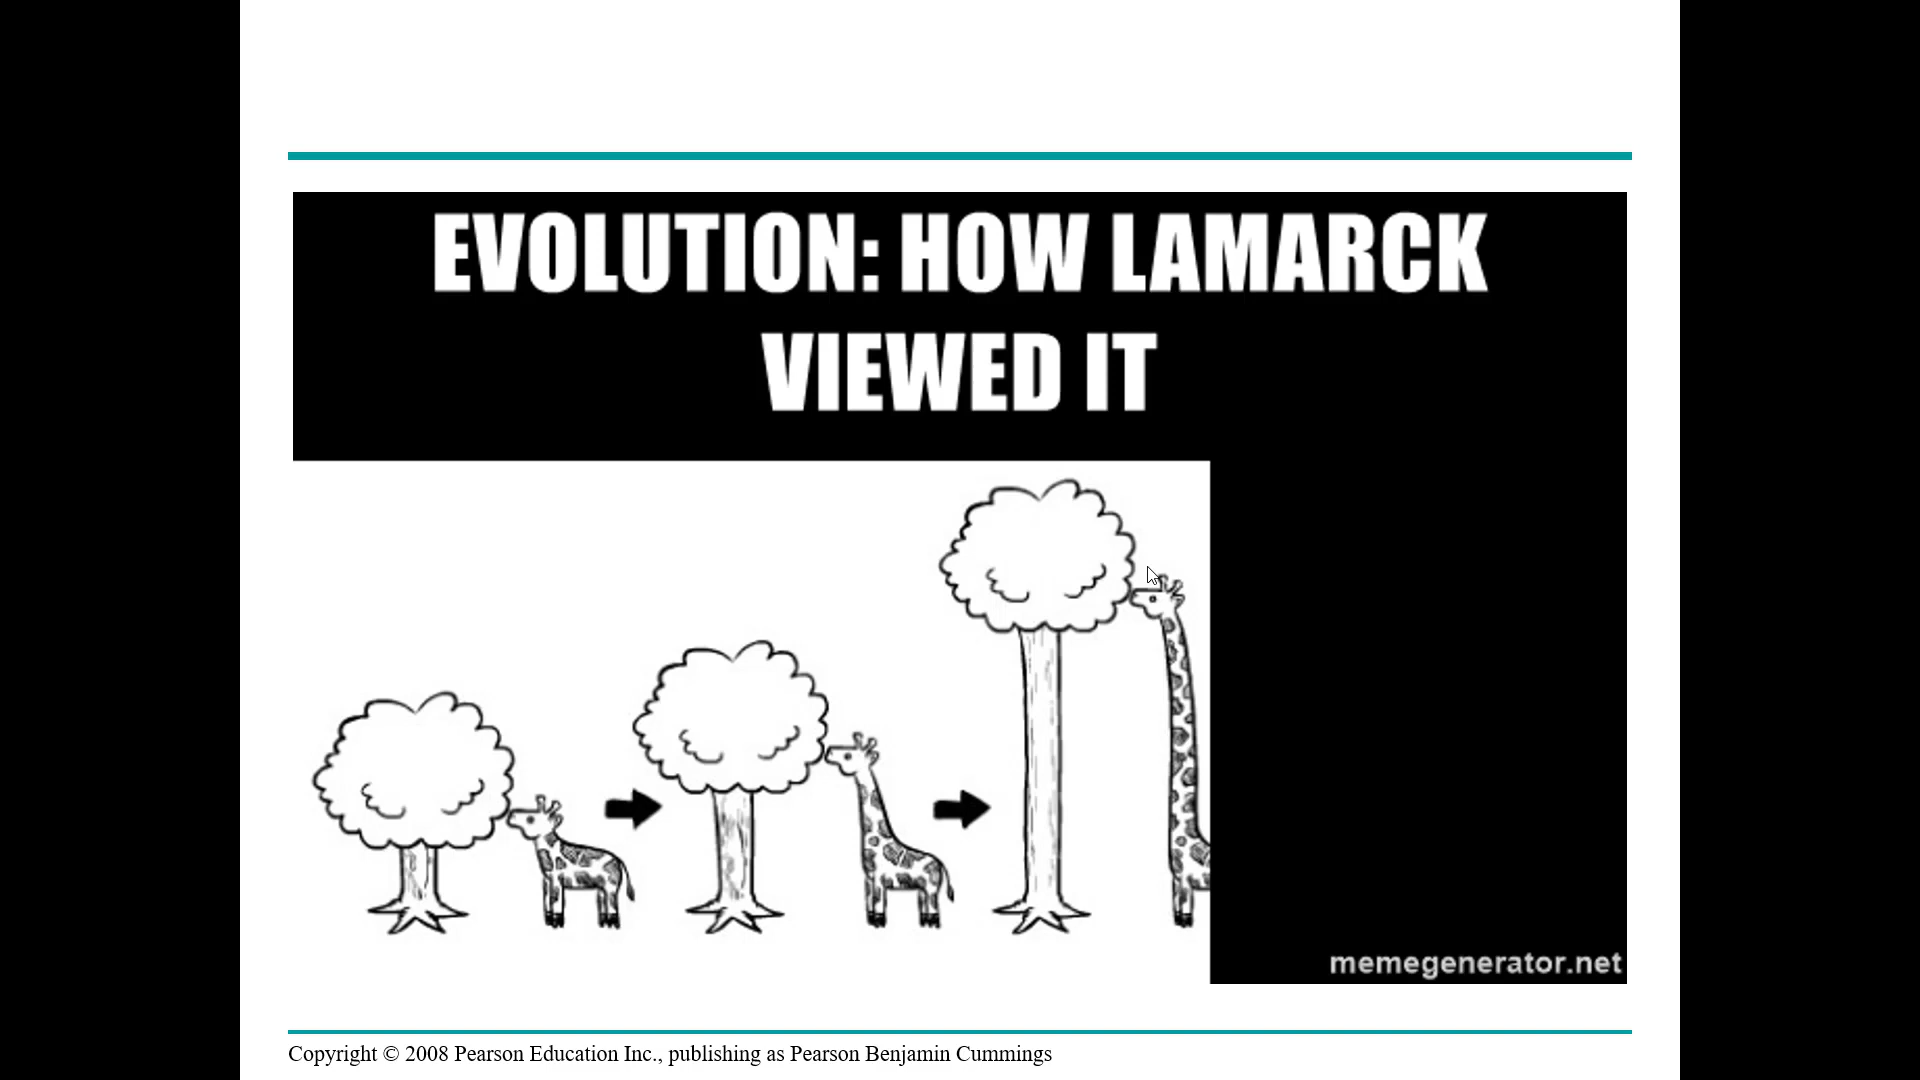 EVOLUTION: HOW LAMARCK
VIEWED IT
memegenerator.net
Copyright © 2008 Pearson Education Inc., publishing as Pearson Benjamin Cummings